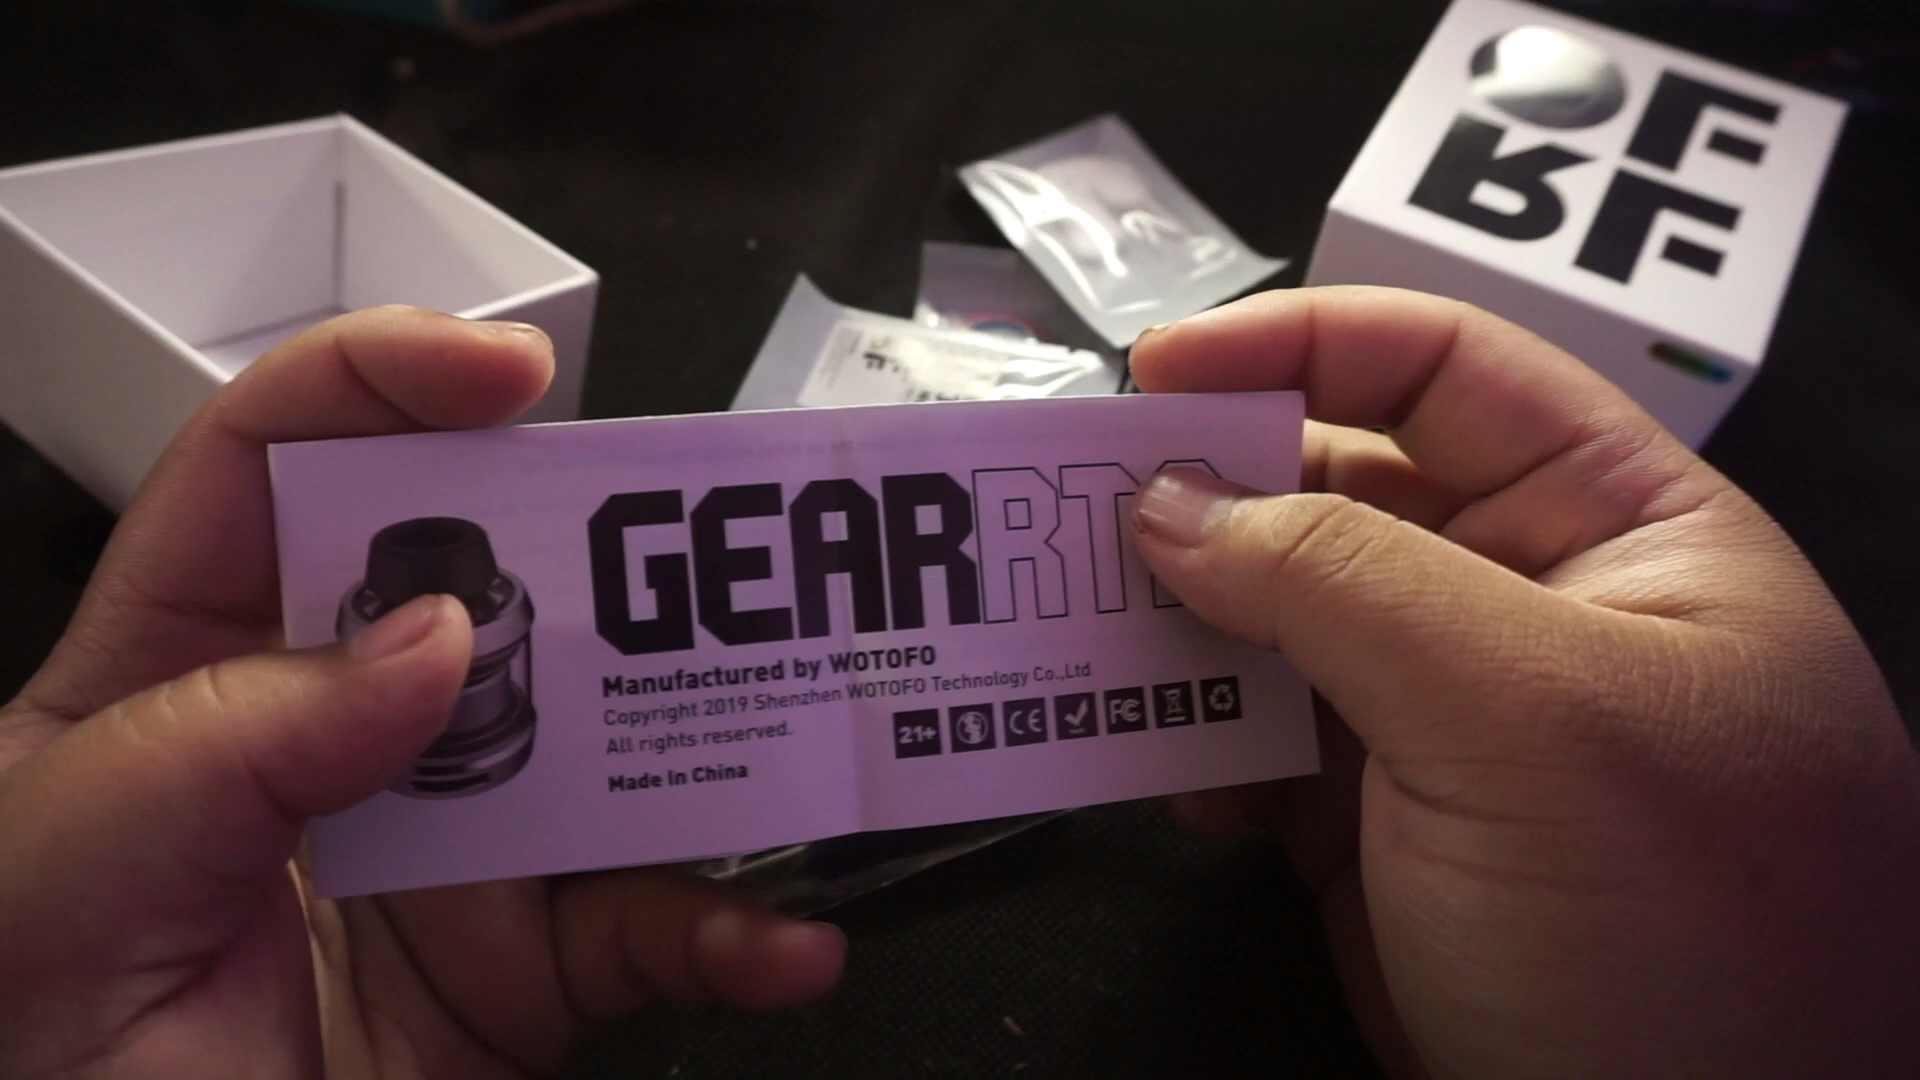 GEARRTA
Manufactured by WOTOFO
Copyright 2019 Shenzhen WOTOFO Technology Co.,Ltd
All rights reserved.
21+ CE FC
Made In China